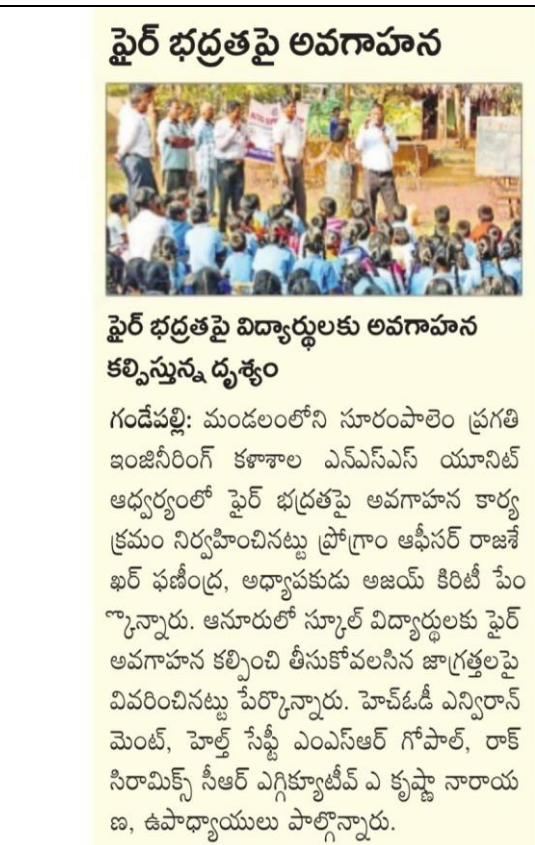 ఫైర్ భద్రతపై అవగాహన
ఫైర్ భద్రతపై విద్యార్థులకు అవగాహన
కల్పిస్తున్న దృశ్యం
గండేపల్లి: మండలంలోని సూరంపాలెం ప్రగతి
ఇంజినీరింగ్ కళాశాల ఎన్ఎస్ఎస్ యూనిట్
ఆధ్వర్యంలో ఫైర్ భద్రతపై అవగాహన కార్య
క్రమం నిర్వహించినట్టు ప్రోగ్రాం ఆఫీసర్ రాజశే
ఖర్ ఫణీంద్ర, అధ్యాపకుడు అజయ్ కిరిటీ పేం
ర్కొన్నారు. ఆనూరులో స్కూల్ విద్యార్థులకు ఫైర్
అవగాహన కల్పించి తీసుకోవలసిన జాగ్రత్తలపై
వివరించినట్టు పేర్కొన్నారు. హెచ్ఓడీ ఎన్విరాన్
మెంట్, హెల్త్ సేఫ్టీ ఎంఎస్ఆర్ గోపాల్, రాక్
సిరామిక్స్ సీఆర్ ఎగ్గిక్యూటీవ్ ఎ కృష్ణా నారాయ
ణ, ఉపాధ్యాయులు పాల్గొన్నారు.